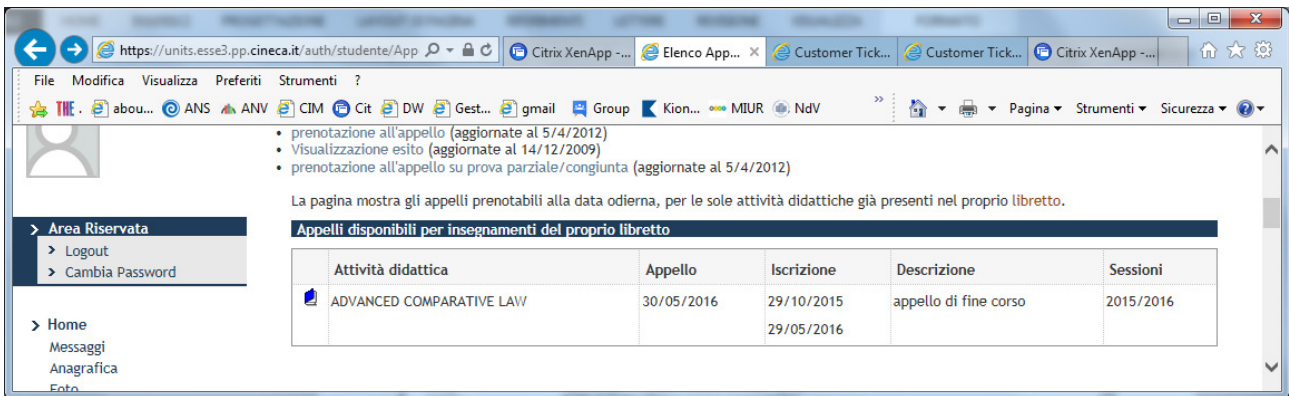 https://units.esse3.pp.cineca.it/auth/studente/App
Citrix XenApp -...
Elenco App...
Customer Tick...
Customer Tick...
Citrix XenApp -...
File Modifica Visualizza Preferiti Strumenti ?
THE. abou... ANS ANV CIM Cit DW Gest... gmail Group Kion... MIUR NdV » Pagina Strumenti Sicurezza
• prenotazione all'appello (aggiornate al 5/4/2012)
• Visualizzazione esito (aggiornate al 14/12/2009)
• prenotazione all'appello su prova parziale/congiunta (aggiornate al 5/4/2012)
La pagina mostra gli appelli prenotabili alla data odierna, per le sole attività didattiche già presenti nel proprio libretto.
Area Riservata
Logout
Cambia Password
Home
Messaggi
Anagrafica
Foto
Appelli disponibili per insegnamenti del proprio libretto
Attività didattica Appello Iscrizione Descrizione Sessioni
ADVANCED COMPARATIVE LAW 30/05/2016 29/10/2015 appello di fine corso 2015/2016
29/05/2016